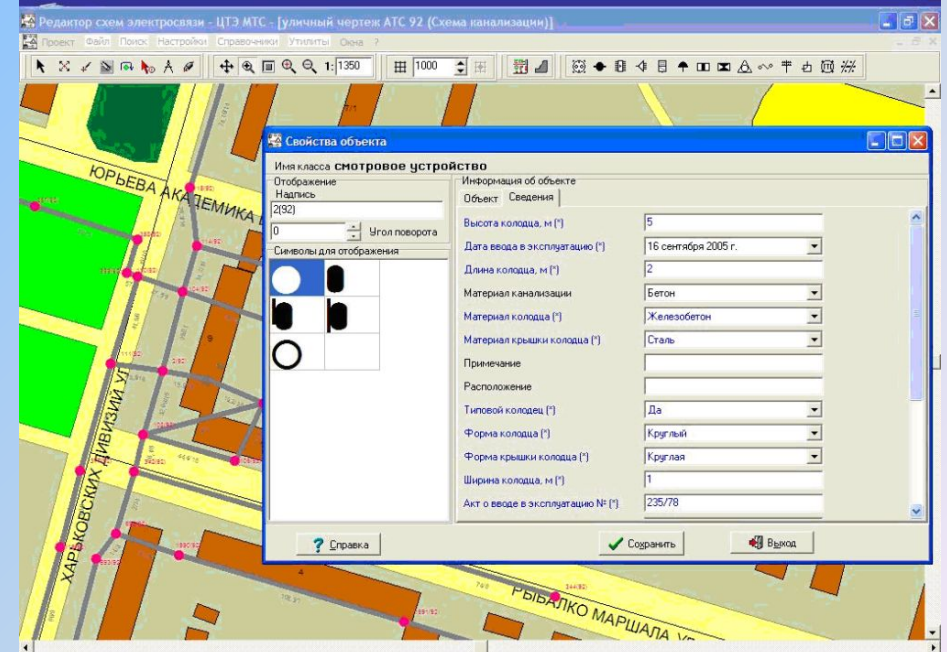 Редактор схем электросвязи - ЦТЭ МТС - [уличный чертеж АТС 92 (Схема канализации)]
Проект Файл Поиск Настройки Справочники Утилиты Окна ?
1: 1350 1000
7/1
ЮРЬЕВА АКАДЕМИКА
Свойства объекта
Имя класса смотровое устройство
Отображение
Надпись
2(92)
0 Угол поворота
Символы для отображения
Информация об объекте
Объект Сведения
Высота колодца, м (*) 5
Дата ввода в эксплуатацию (*) 16 сентября 2005 г.
Длина колодца, м (*) 2
Материал канализации Бетон
Материал колодца (*) Железобетон
Материал крышки колодца (*) Сталь
Примечание
Расположение
Типовой колодец (*) Да
Форма колодца (*) Круглый
Форма крышки колодца (*) Круглая
Ширина колодца, м (*) 1
Акт о вводе в эксплуатацию № (*) 235/78
Справка Сохранить Выход
9
ХАРЬКОВСКИХ ДИВИЗИЙ УЛ
4
РЫБАЛКО МАРШАЛА УЛ